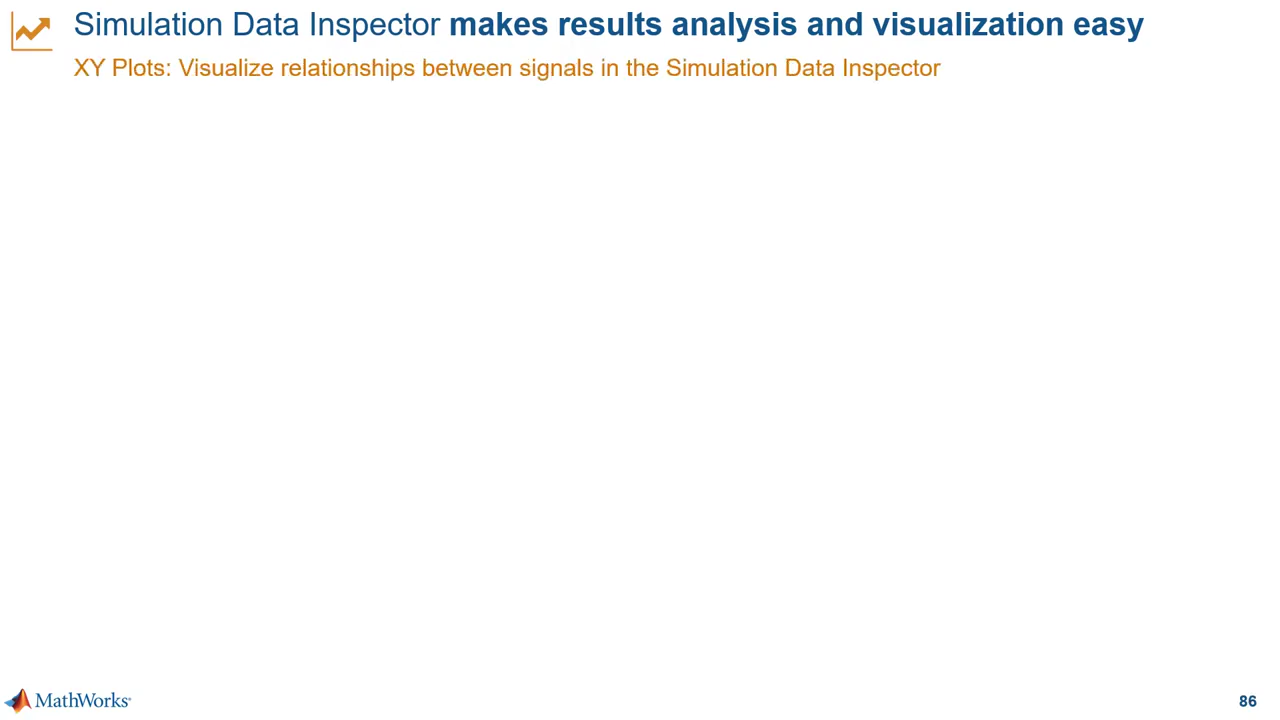 Simulation Data Inspector makes results analysis and visualization easy
XY Plots: Visualize relationships between signals in the Simulation Data Inspector
MathWorks®
86